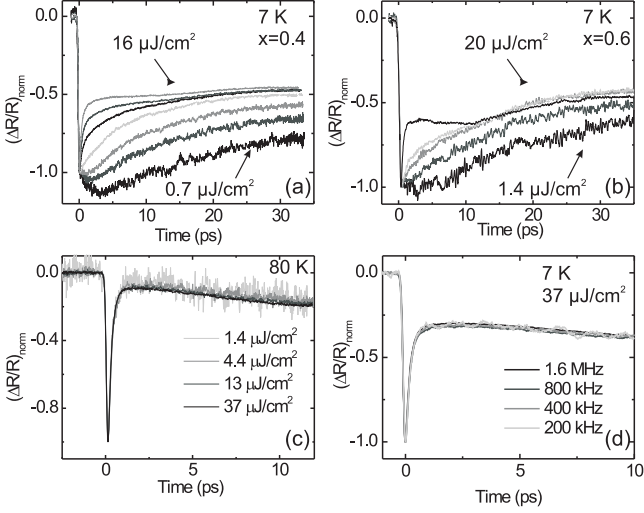 7 K
x=0.4
16 µJ/cm²
0.7 µJ/cm²
(a)
0.0
-0.5
-1.0
(ΔR/R)norm
0
10
20
30
Time (ps)
7 K
x=0.6
20 µJ/cm²
1.4 µJ/cm²
(b)
0.0
-0.5
-1.0
(ΔR/R)norm
0
10
20
30
Time (ps)
80 K
1.4 µJ/cm²
4.4 µJ/cm²
13 µJ/cm²
37 µJ/cm²
(c)
0.0
-0.4
-0.8
(ΔR/R)norm
0
5
10
Time (ps)
7 K
37 µJ/cm²
1.6 MHz
800 kHz
400 kHz
200 kHz
(d)
0.0
-0.5
-1.0
(ΔR/R)norm
0
5
10
Time (ps)